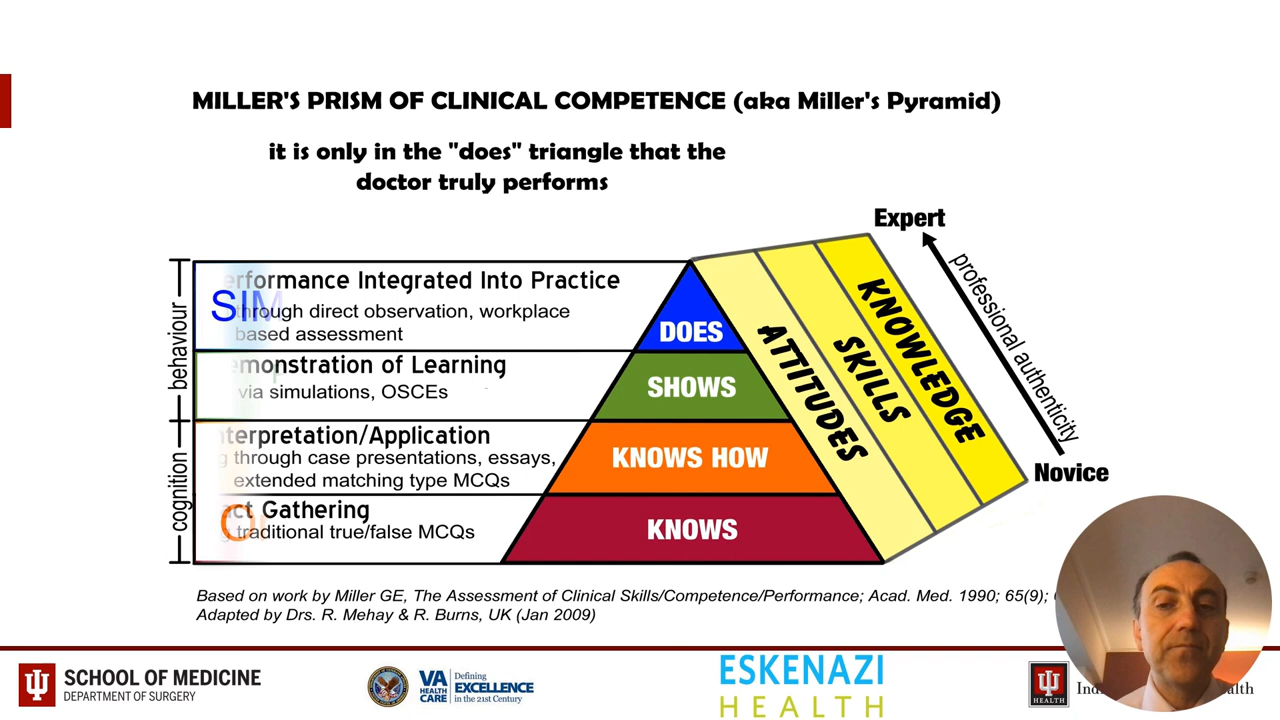 MILLER'S PRISM OF CLINICAL COMPETENCE (aka Miller's Pyramid)
it is only in the "does" triangle that the
doctor truly performs
Expert
professional authenticity
Novice
behaviour
cognition
erformance Integrated Into Practice
SIM
hrough direct observation, workplace
based assessment
DOES
monstration of Learning
via simulations, OSCEs
SHOWS
terpretation/Application
through case presentations, essays,
extended matching type MCQs
KNOWS HOW
ct Gathering
O
traditional true/false MCQs
KNOWS
ATTITUDES
SKILLS
KNOWLEDGE
Based on work by Miller GE, The Assessment of Clinical Skills/Competence/Performance; Acad. Med. 1990; 65(9);
Adapted by Drs. R. Mehay & R. Burns, UK (Jan 2009)
SCHOOL OF MEDICINE
DEPARTMENT OF SURGERY
VA
HEALTH
CARE
Defining
EXCELLENCE
in the 21st Century
ESKENAZI
HEALTH
HEALTH